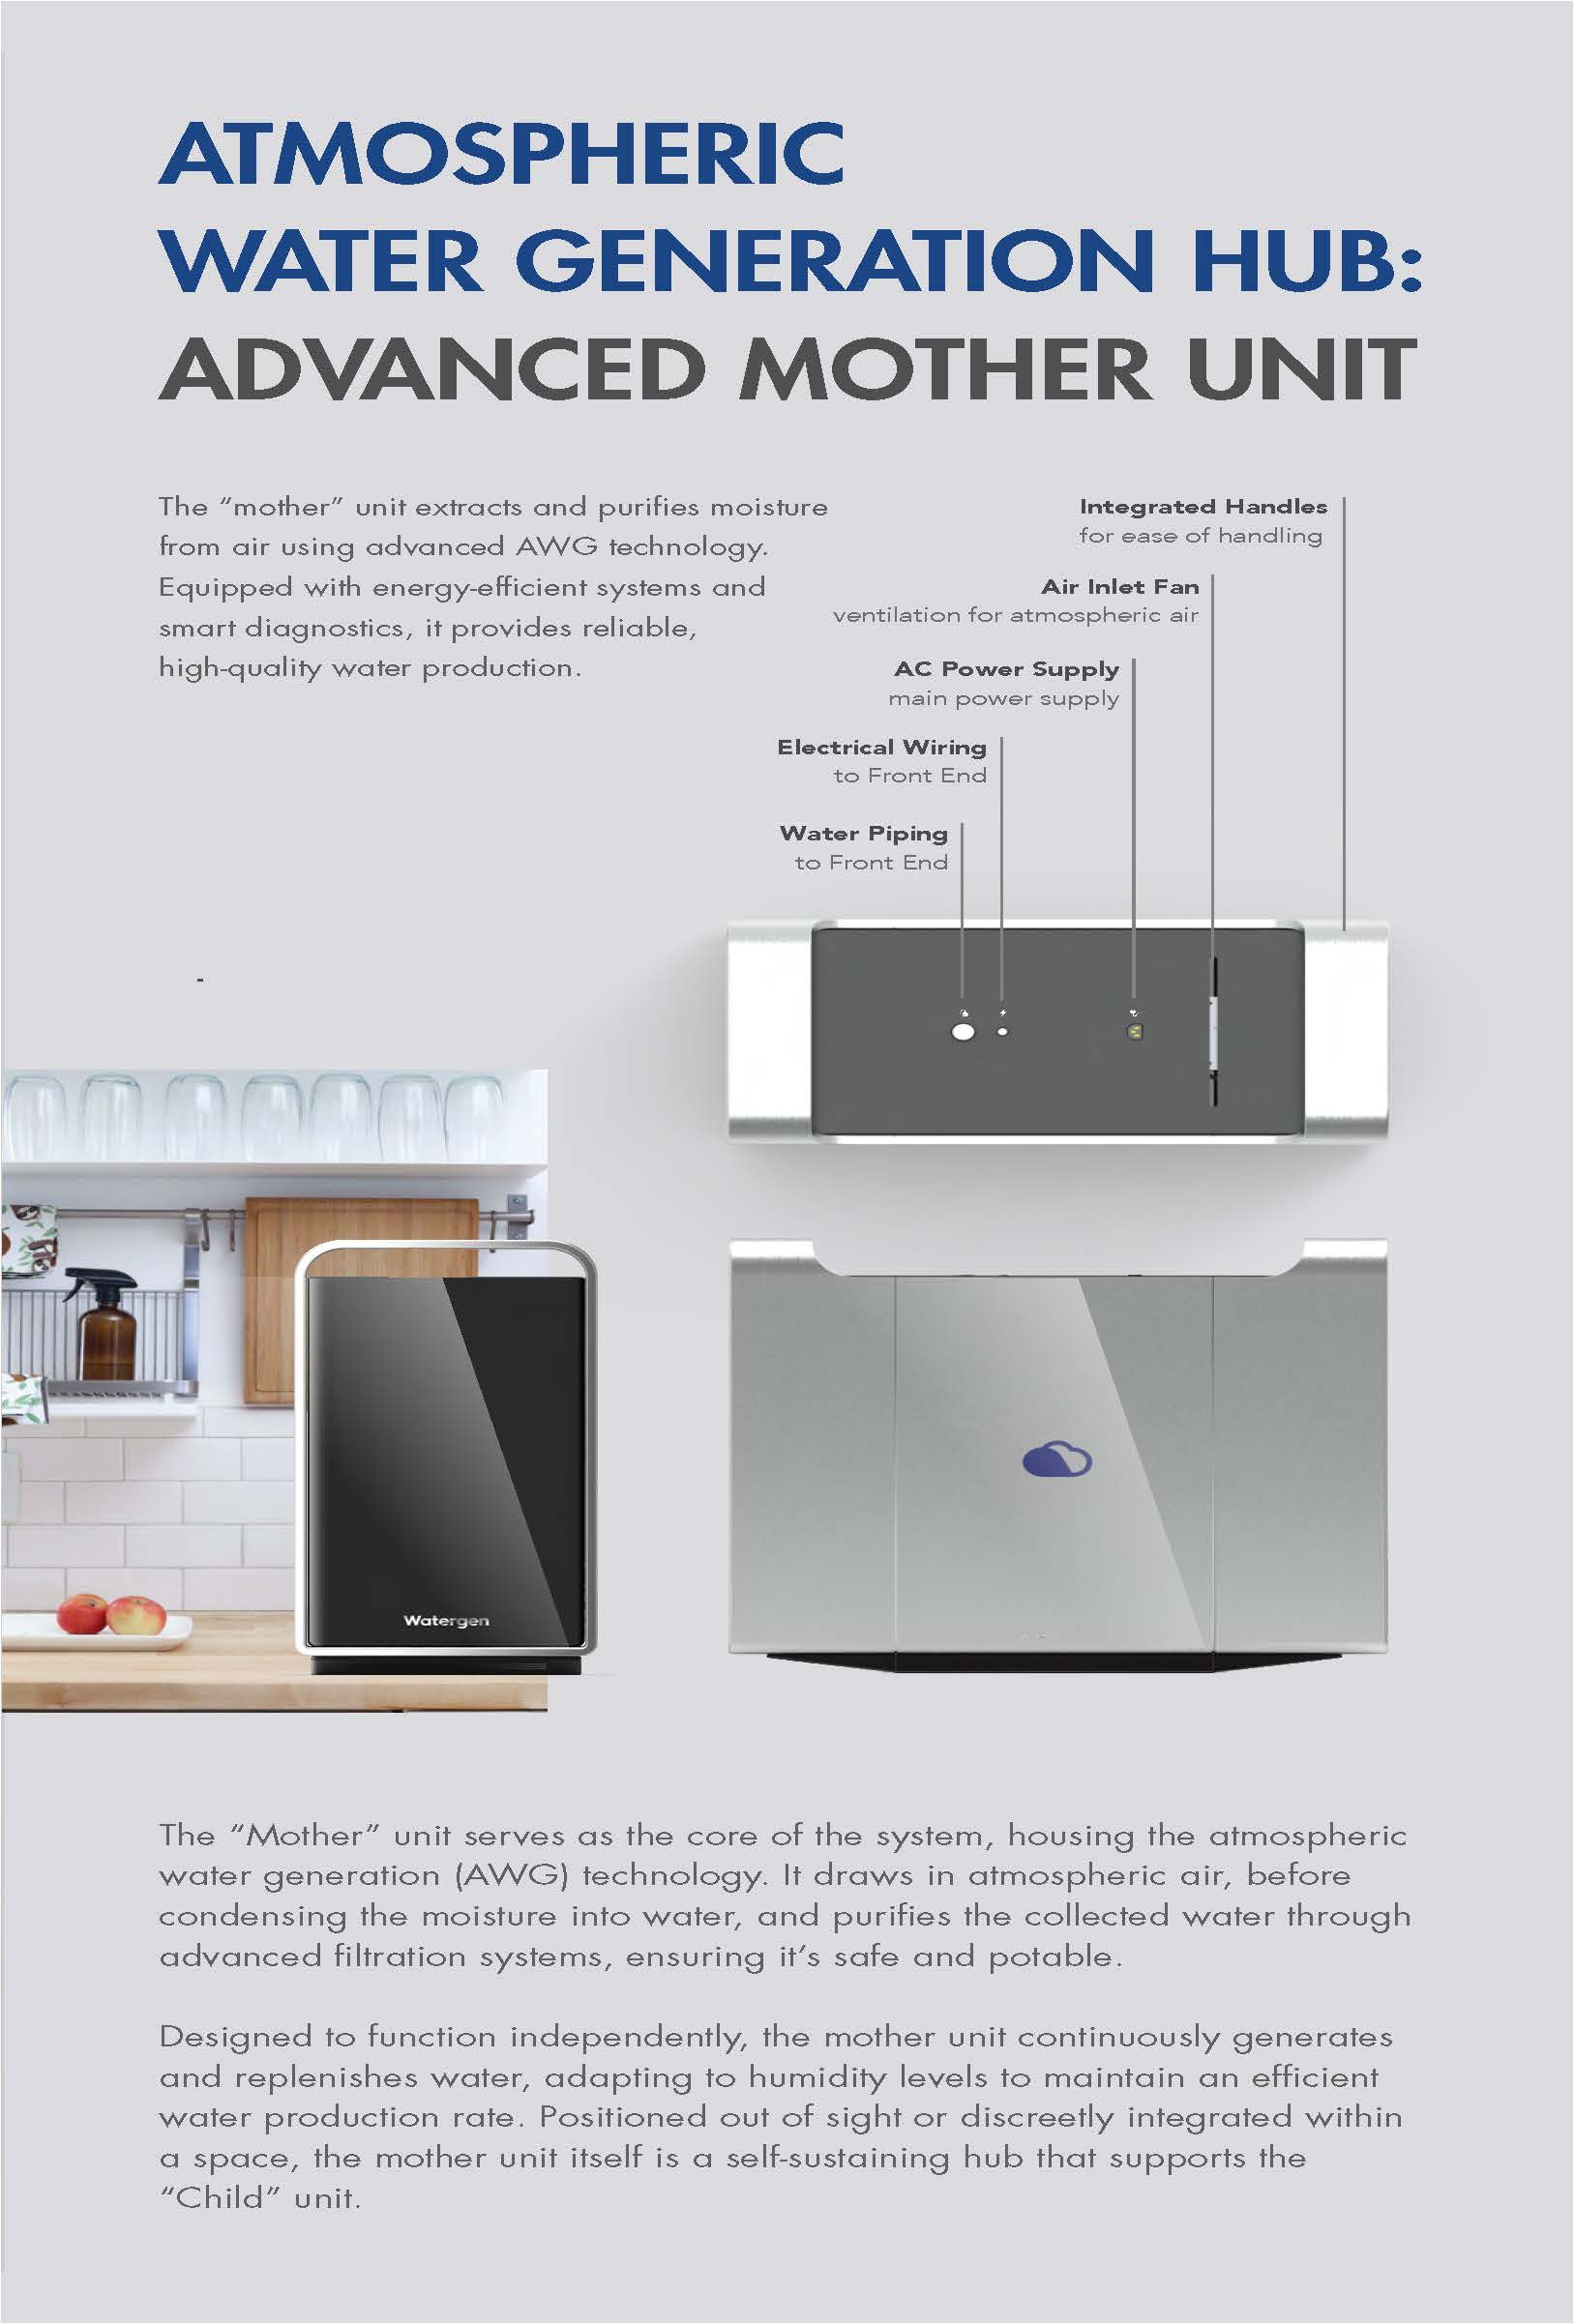 ATMOSPHERIC
WATER GENERATION HUB:
ADVANCED MOTHER UNIT
The “mother” unit extracts and purifies moisture
from air using advanced AWG technology.
Equipped with energy-efficient systems and
smart diagnostics, it provides reliable,
high-quality water production.
Integrated Handles
for ease of handling
Air Inlet Fan
ventilation for atmospheric air
AC Power Supply
main power supply
Electrical Wiring
to Front End
Water Piping
to Front End
-
Watergen
The “Mother” unit serves as the core of the system, housing the atmospheric
water generation (AWG) technology. It draws in atmospheric air, before
condensing the moisture into water, and purifies the collected water through
advanced filtration systems, ensuring it’s safe and potable.
Designed to function independently, the mother unit continuously generates
and replenishes water, adapting to humidity levels to maintain an efficient
water production rate. Positioned out of sight or discreetly integrated within
a space, the mother unit itself is a self-sustaining hub that supports the
“Child” unit.